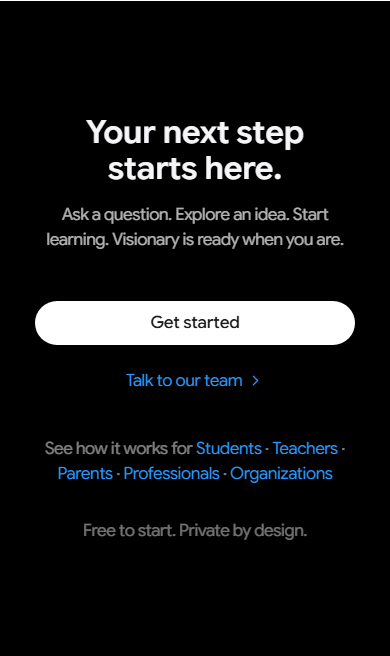 Your next step
starts here.
Ask a question. Explore an idea. Start
learning. Visionary is ready when you are.
Get started
Talk to our team >
See how it works for Students · Teachers ·
Parents · Professionals · Organizations
Free to start. Private by design.